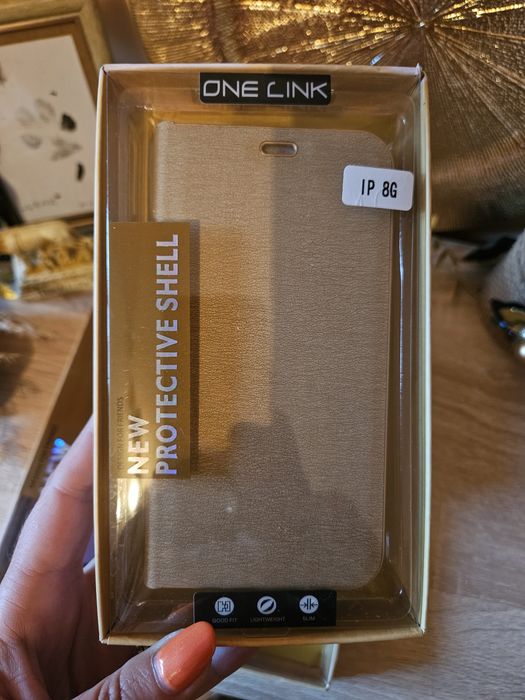 ONE LINK
IP 8G
NEW
PROTECTIVE SHELL
GOOD FIT
LIGHTWEIGHT
SLIM